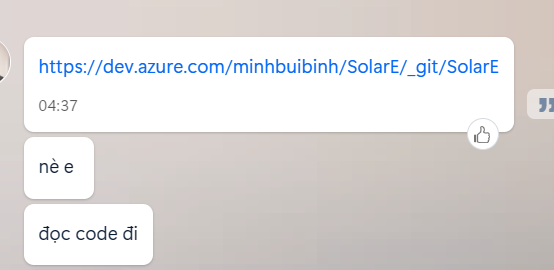 https://dev.azure.com/minhbuibinh/SolarE/_git/SolarE
04:37
nè e
đọc code đi